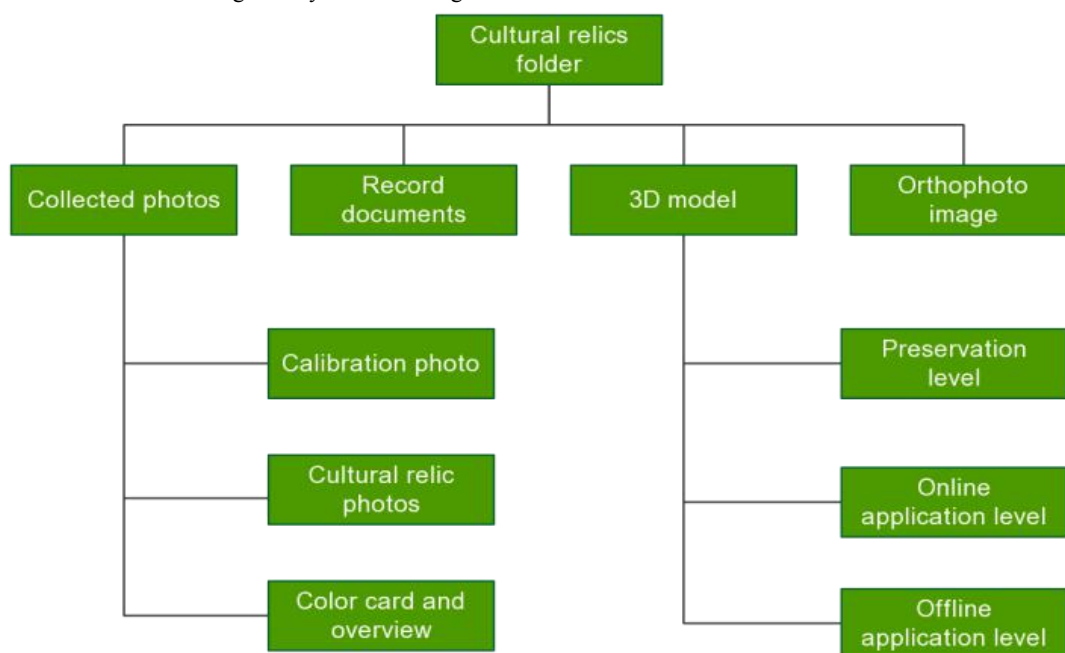 Cultural relics
folder
Collected photos
Record
documents
3D model
Orthophoto
image
Calibration photo
Preservation
level
Cultural relic
photos
Online
application level
Color card and
overview
Offline
application level